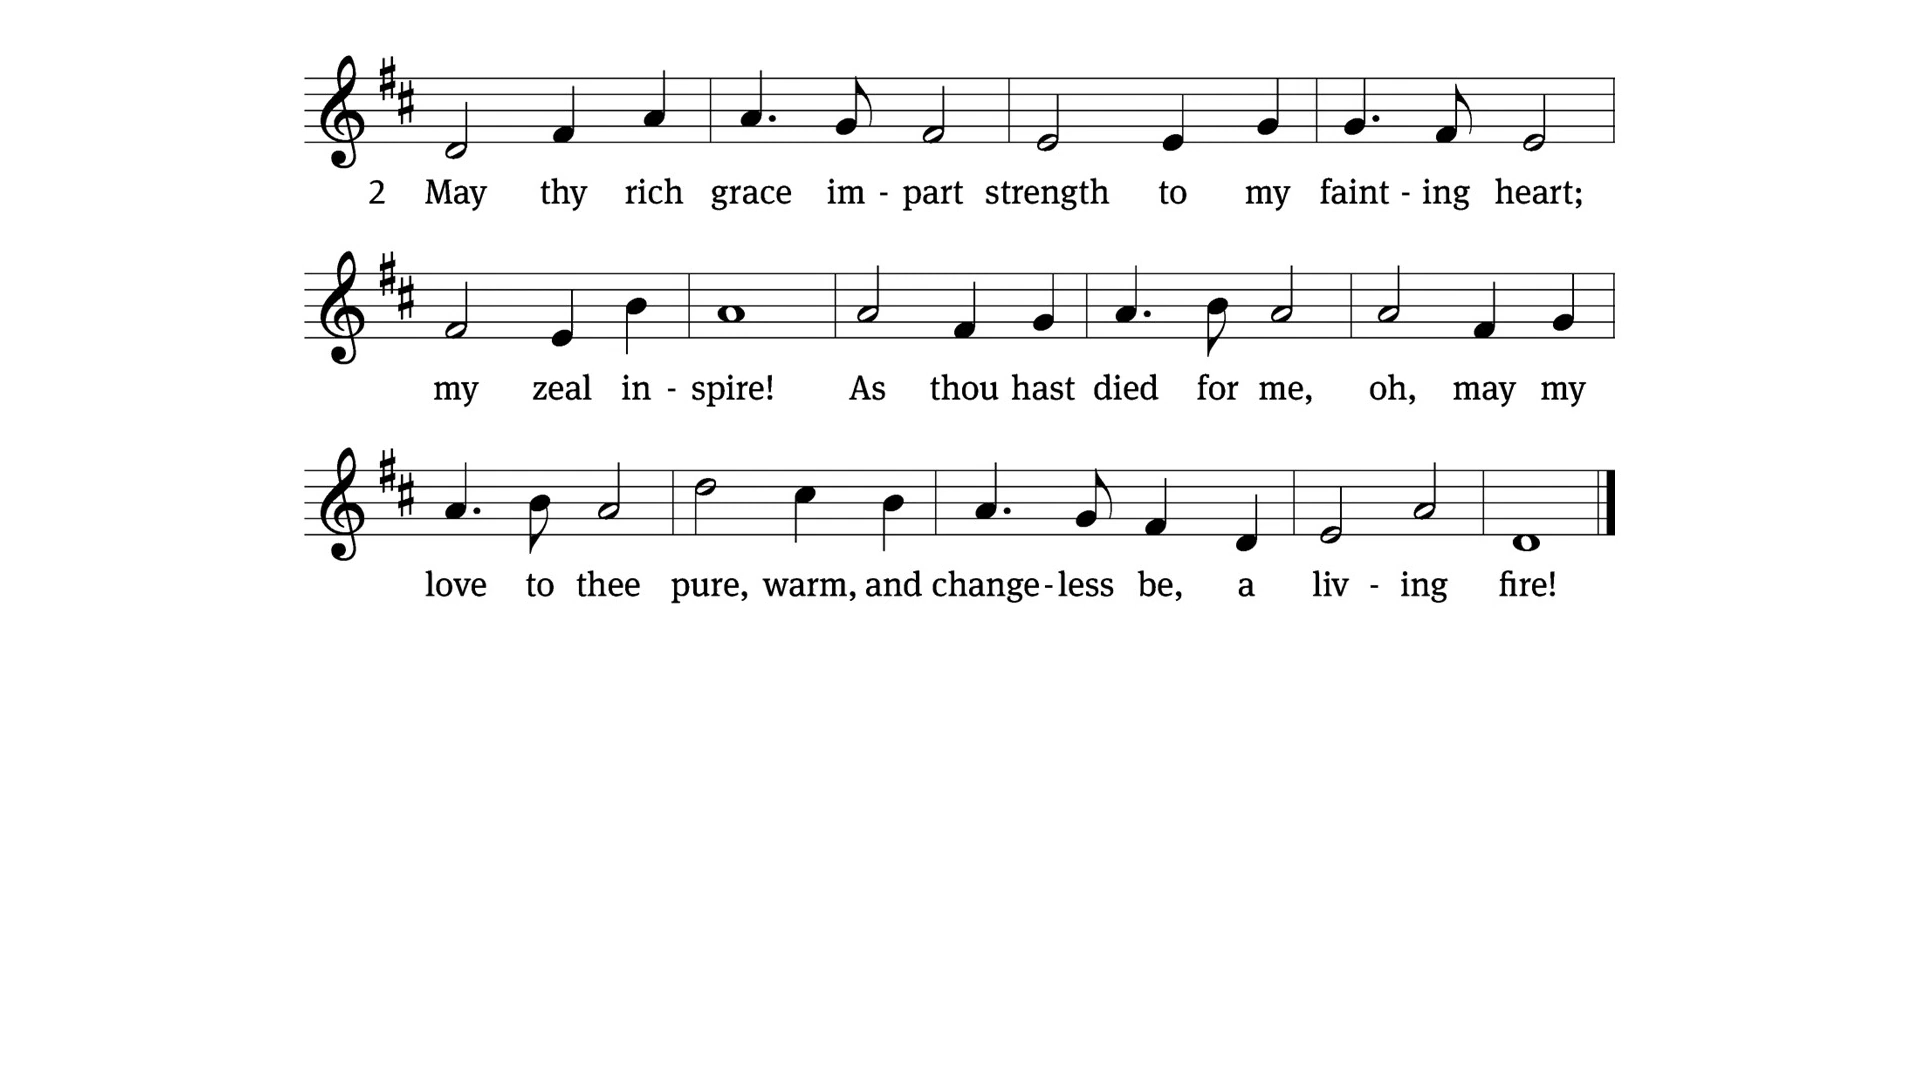 2 May thy rich grace im - part strength to my faint - ing heart;
my zeal in - spire! As thou hast died for me, oh, may my
love to thee pure, warm, and change - less be, a liv - ing fire!